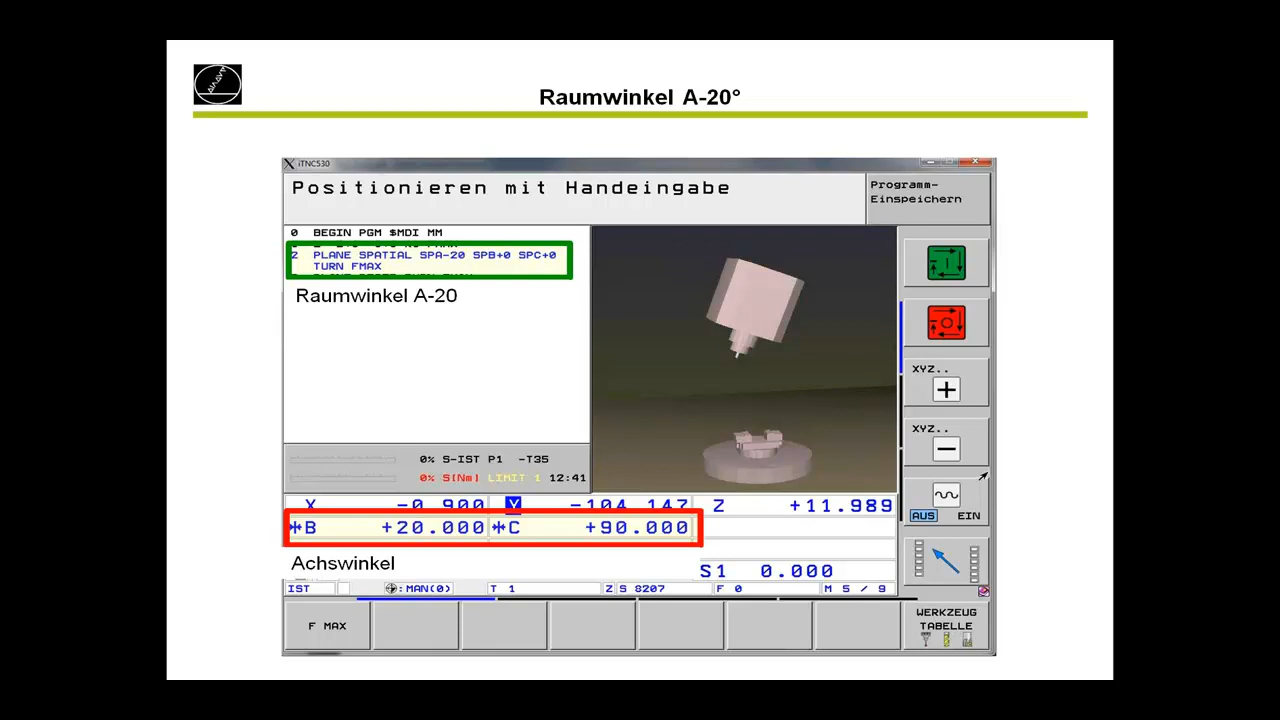 Raumwinkel A-20°
iTNC530
Positionieren mit Handeingabe
Programm-
Einspeichern
0 BEGIN PGM $MDI MM
2 PLANE SPATIAL SPA-20 SPB+0 SPC+0
TURN FMAX
Raumwinkel A-20
XYZ..
XYZ..
0% S-IST P1 -T35
0% S[Nm] LIMIT 1 12:41
X -0.900 Y -104.147 Z +11.989
B +20.000 C +90.000
AUS EIN
Achswinkel
S1 0.000
IST :MAN(0) T 1 Z S 8207 F 0 M 5 / 9
F MAX
WERKZEUG
TABELLE